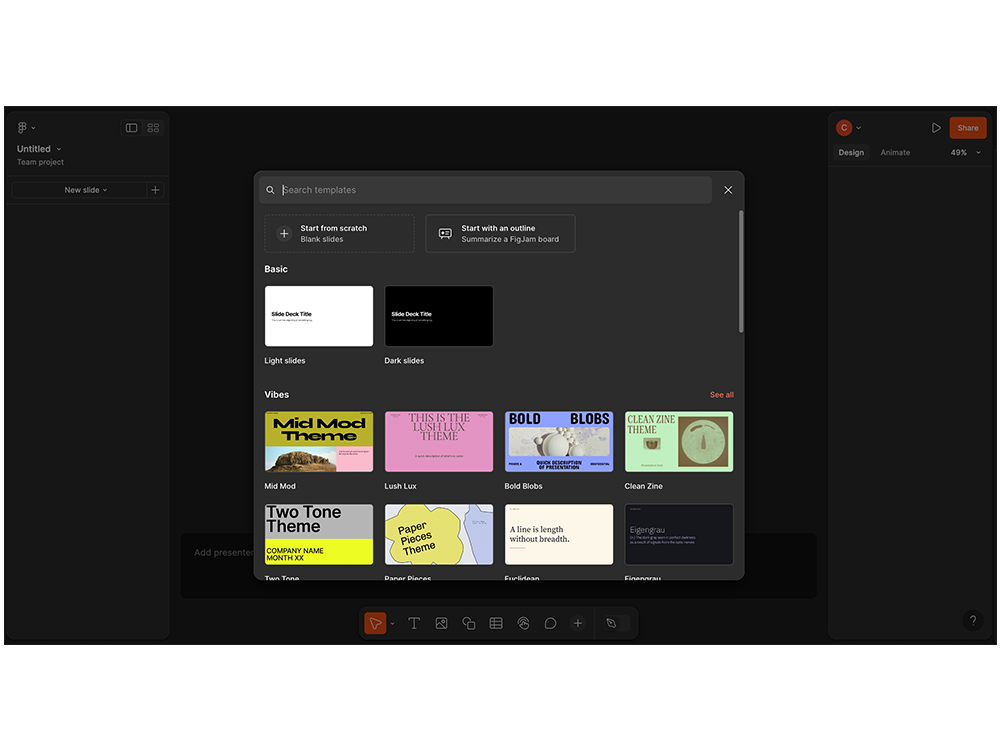 Untitled
Team project
New slide
C
Share
Design
Animate
49%
Search templates
Start from scratch
Blank slides
Start with an outline
Summarize a FigJam board
Basic
Slide Deck Title
Slide Deck Title
Light slides
Dark slides
Vibes
See all
Mid Mod
Theme
THIS IS THE
LUSH LUX
THEME
BOLD BLOBS
QUICK DESCRIPTION
OF PRESENTATION
CLEAN ZINE
THEME
Mid Mod
Lush Lux
Bold Blobs
Clean Zine
Two Tone
Theme
COMPANY NAME
MONTH XX
Paper
Pieces
Theme
A line is length
without breadth.
Eigengrau
Two Tone
Paper Pieces
Euclidean
Eigengrau
Add presenter
?